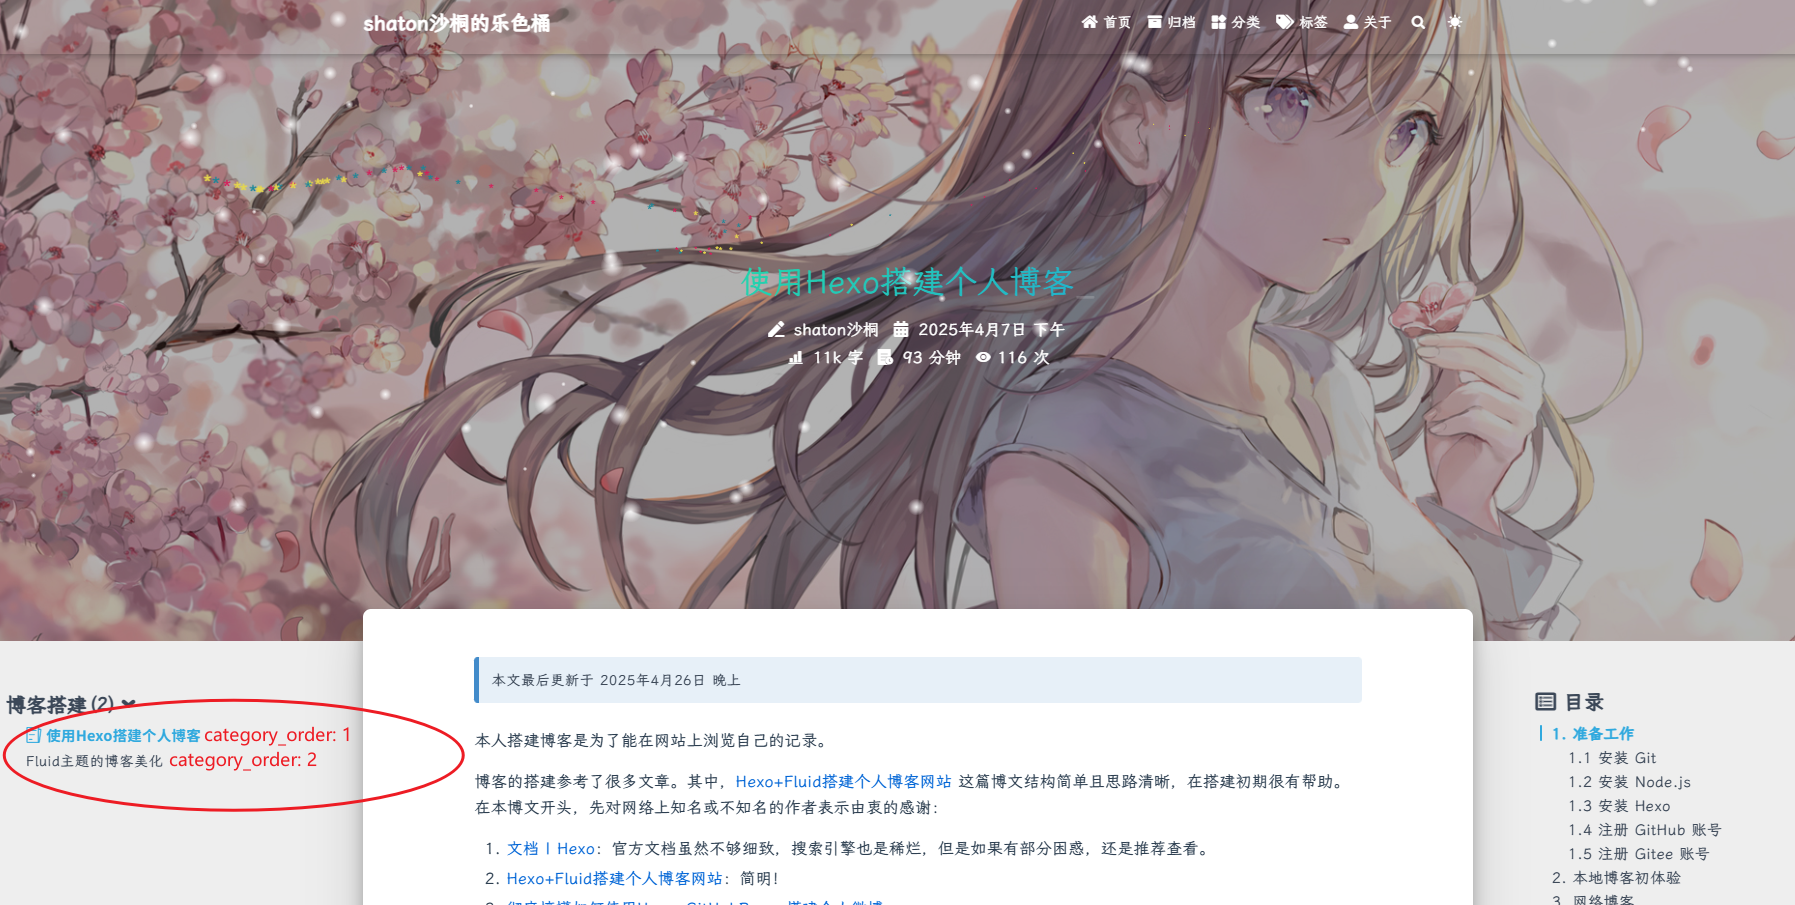 shaton沙桐的乐色桶
首页 归档 分类 标签 关于
使用Hexo搭建个人博客_
shaton沙桐 2025年4月7日 下午
11k 字 93 分钟 116 次
博客搭建 (2)
使用Hexo搭建个人博客 category_order: 1
Fluid主题的博客美化 category_order: 2
本文最后更新于 2025年4月26日 晚上
本人搭建博客是为了能在网站上浏览自己的记录。
博客的搭建参考了很多文章。其中，Hexo+Fluid搭建个人博客网站 这篇博文结构简单且思路清晰，在搭建初期很有帮助。
在本博文开头，先对网络上知名或不知名的作者表示由衷的感谢：
1. 文档 | Hexo：官方文档虽然不够细致，搜索引擎也是稀烂，但是如果有部分困惑，还是推荐查看。
2. Hexo+Fluid搭建个人博客网站：简明！
目录
1. 准备工作
1.1 安装 Git
1.2 安装 Node.js
1.3 安装 Hexo
1.4 注册 GitHub 账号
1.5 注册 Gitee 账号
2. 本地博客初体验
3. 网络博客